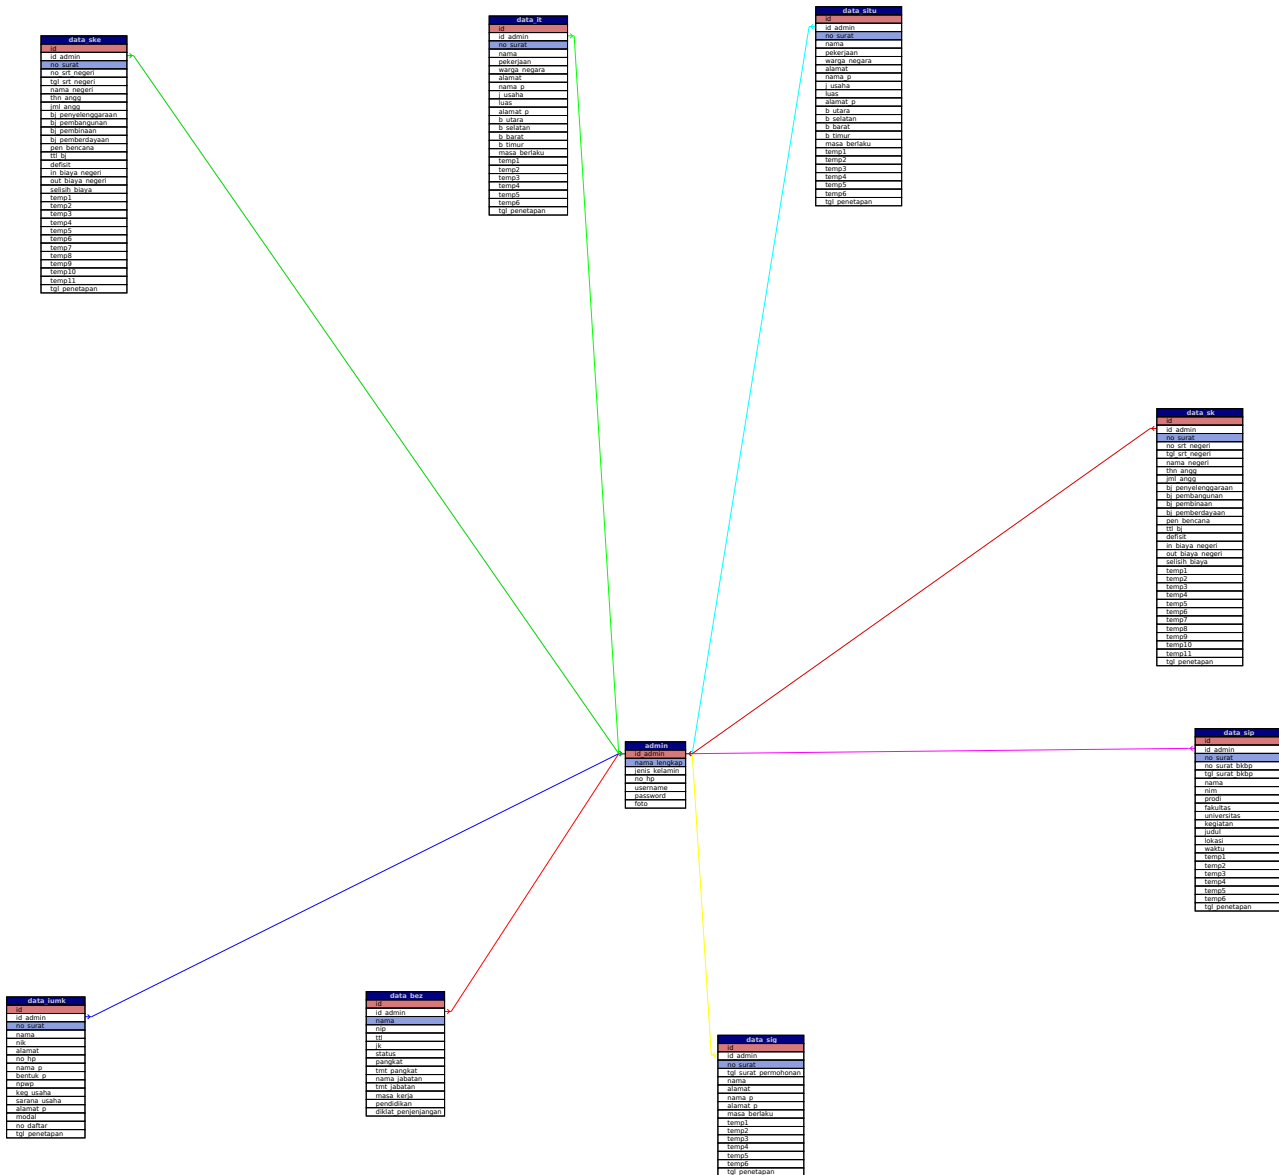 data_ske
id
id_admin
no_surat
no_srt_negeri
tgl_srt_negeri
nama_negeri
thn_angg
jml_angg
bj_penyelenggaraan
bj_pembangunan
bj_pembinaan
bj_pemberdayaan
pen_bencana
ttl_bj
defisit
in_biaya_negeri
out_biaya_negeri
selisih_biaya
temp1
temp2
temp3
temp4
temp5
temp6
temp7
temp8
temp9
temp10
temp11
tgl_penetapan
data_it
id
id_admin
no_surat
nama
pekerjaan
warga_negara
alamat
nama_p
j_usaha
luas
alamat_p
b_utara
b_selatan
b_barat
b_timur
masa_berlaku
temp1
temp2
temp3
temp4
temp5
temp6
tgl_penetapan
data_situ
id
id_admin
no_surat
nama
pekerjaan
warga_negara
alamat
nama_p
j_usaha
luas
alamat_p
b_utara
b_selatan
b_barat
b_timur
masa_berlaku
temp1
temp2
temp3
temp4
temp5
temp6
tgl_penetapan
data_sk
id
id_admin
no_surat
no_srt_negeri
tgl_srt_negeri
nama_negeri
thn_angg
jml_angg
bj_penyelenggaraan
bj_pembangunan
bj_pembinaan
bj_pemberdayaan
pen_bencana
ttl_bj
defisit
in_biaya_negeri
out_biaya_negeri
selisih_biaya
temp1
temp2
temp3
temp4
temp5
temp6
temp7
temp8
temp9
temp10
temp11
tgl_penetapan
admin
id_admin
nama_lengkap
jenis_kelamin
no_hp
username
password
foto
data_sip
id
id_admin
no_surat
no_surat_bkbp
tgl_surat_bkbp
nama
nim
prodi
fakultas
universitas
kegiatan
judul
lokasi
waktu
temp1
temp2
temp3
temp4
temp5
temp6
tgl_penetapan
data_iumk
id
id_admin
no_surat
nama
nik
alamat
no_hp
nama_p
bentuk_p
npwp
keg_usaha
sarana_usaha
alamat_p
modal
no_daftar
tgl_penetapan
data_bez
id
id_admin
nama
nip
ttl
jk
status
pangkat
tmt_pangkat
nama_jabatan
tmt_jabatan
masa_kerja
pendidikan
diklat_penjenjangan
data_sig
id
id_admin
no_surat
tgl_surat_permohonan
nama
alamat
nama_p
alamat_p
masa_berlaku
temp1
temp2
temp3
temp4
temp5
temp6
tgl_penetapan